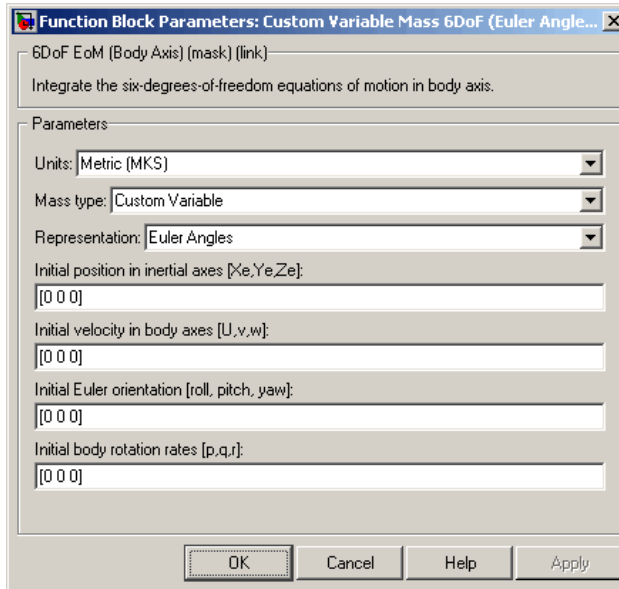 Function Block Parameters: Custom Variable Mass 6DoF (Euler Angle...
6DoF EoM (Body Axis) (mask) (link)
Integrate the six-degrees-of-freedom equations of motion in body axis.
Parameters
Units: Metric (MKS)
Mass type: Custom Variable
Representation: Euler Angles
Initial position in inertial axes [Xe,Ye,Ze]:
[0 0 0]
Initial velocity in body axes [U,v,w]:
[0 0 0]
Initial Euler orientation [roll, pitch, yaw]:
[0 0 0]
Initial body rotation rates [p,q,r]:
[0 0 0]
OK Cancel Help Apply